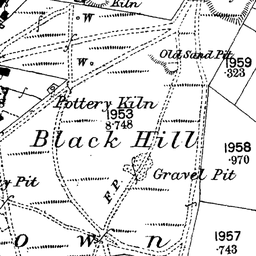 Kiln
W
Old Sand Pit
W
1959
.323
Pottery Kiln
1953
8.748
Black Hill
1958
.970
Gravel Pit
y Pit
F.P.
own
1957
.743